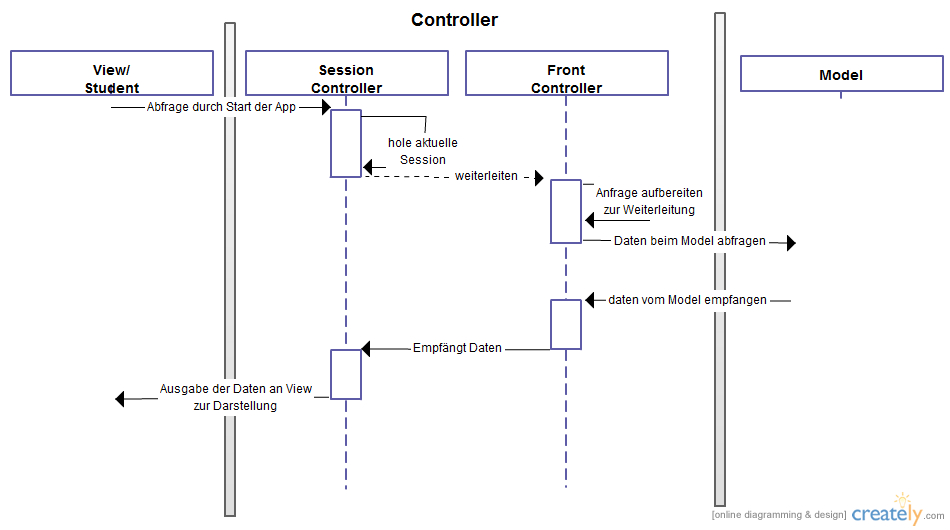 Controller
View/
Student
Session
Controller
Front
Controller
Model
Abfrage durch Start der App
hole aktuelle
Session
weiterleiten
Anfrage aufbereiten
zur Weiterleitung
Daten beim Model abfragen
daten vom Model empfangen
Empfängt Daten
Ausgabe der Daten an View
zur Darstellung
[online diagramming & design] creately.com